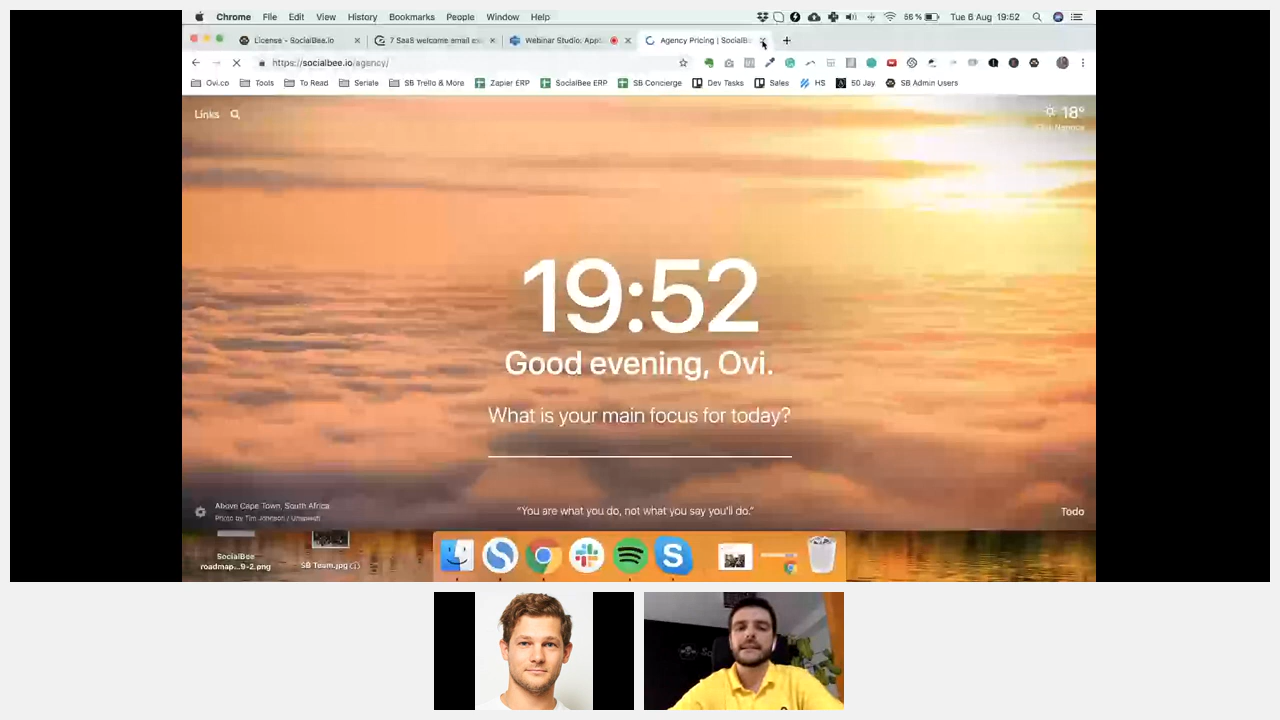 Chrome File Edit View History Bookmarks People Window Help 56% Tue 6 Aug 19:52
License - SocialBee.io 7 SaaS welcome email Webinar Studio: App Agency Pricing | SocialBe
https://socialbee.io/agency/
Ovi.co Tools To Read Seriale SB Trello & More Zapier ERP SocialBee ERP SB Concierge Dev Tasks Sales HS 50 Jay SB Admin Users
Links 18°
19:52
Good evening, Ovi.
What is your main focus for today?
Above Cape Town, South Africa
Photo by Tim Johnson / Unsplash
"You are what you do, not what you say you'll do."
Todo
SocialBee
roadmap...9-2.png
SB Team.jpg